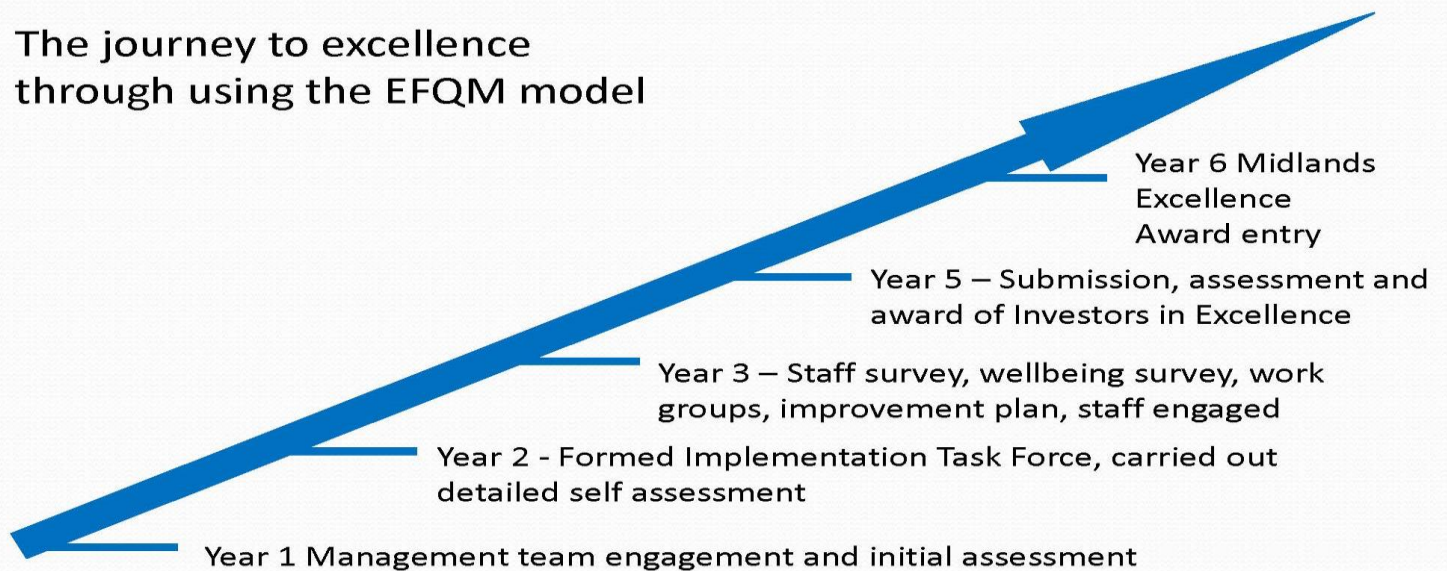 The journey to excellence
through using the EFQM model
Year 6 Midlands
Excellence
Award entry
Year 5 – Submission, assessment and
award of Investors in Excellence
Year 3 – Staff survey, wellbeing survey, work
groups, improvement plan, staff engaged
Year 2 - Formed Implementation Task Force, carried out
detailed self assessment
Year 1 Management team engagement and initial assessment